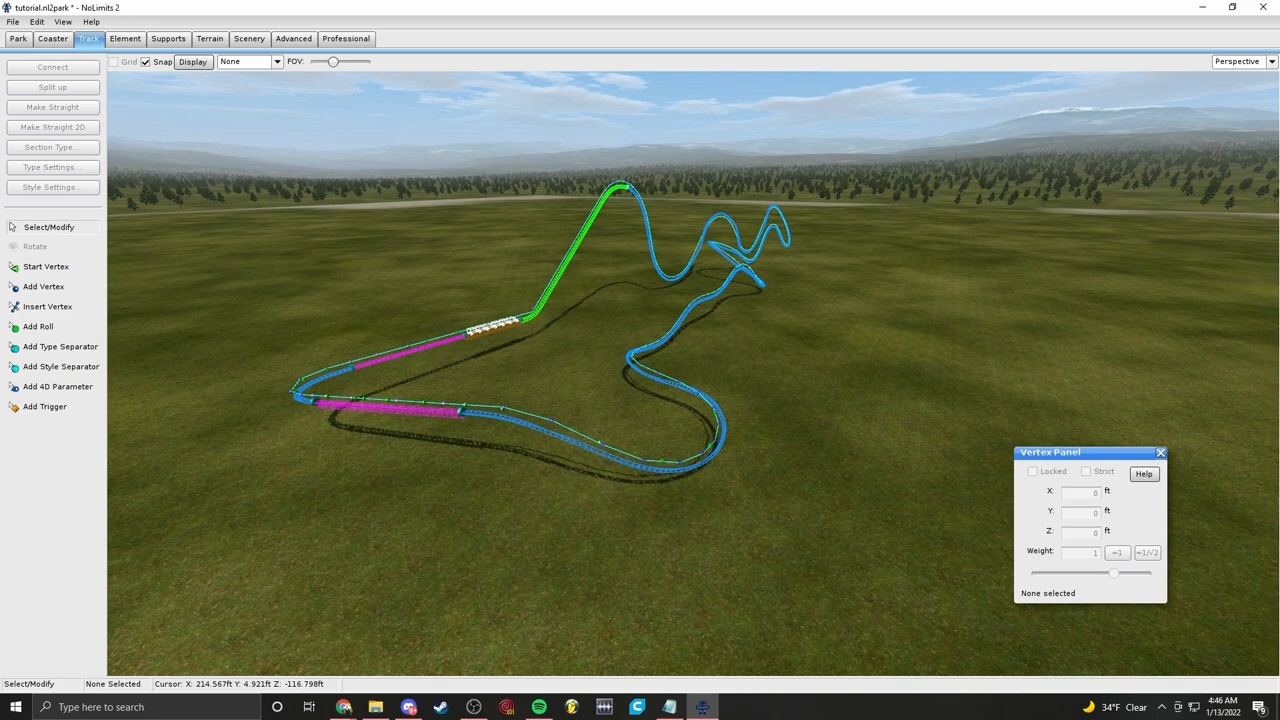 tutorial.nl2park * - NoLimits 2
File Edit View Help
Park Coaster Track Element Supports Terrain Scenery Advanced Professional
Grid Snap Display None FOV: Perspective
Connect
Split up
Make Straight
Make Straight 2D
Section Type...
Type Settings...
Style Settings...
Select/Modify
Rotate
Start Vertex
Add Vertex
Insert Vertex
Add Roll
Add Type Separator
Add Style Separator
Add 4D Parameter
Add Trigger
Vertex Panel
Locked Strict Help
X: 0 ft
Y: 0 ft
Z: 0 ft
Weight: 1 =1 =1/√2
None selected
Select/Modify None Selected Cursor: X: 214.567ft Y: 4.921ft Z: -116.798ft
Type here to search
34°F Clear
4:46 AM
1/13/2022
9